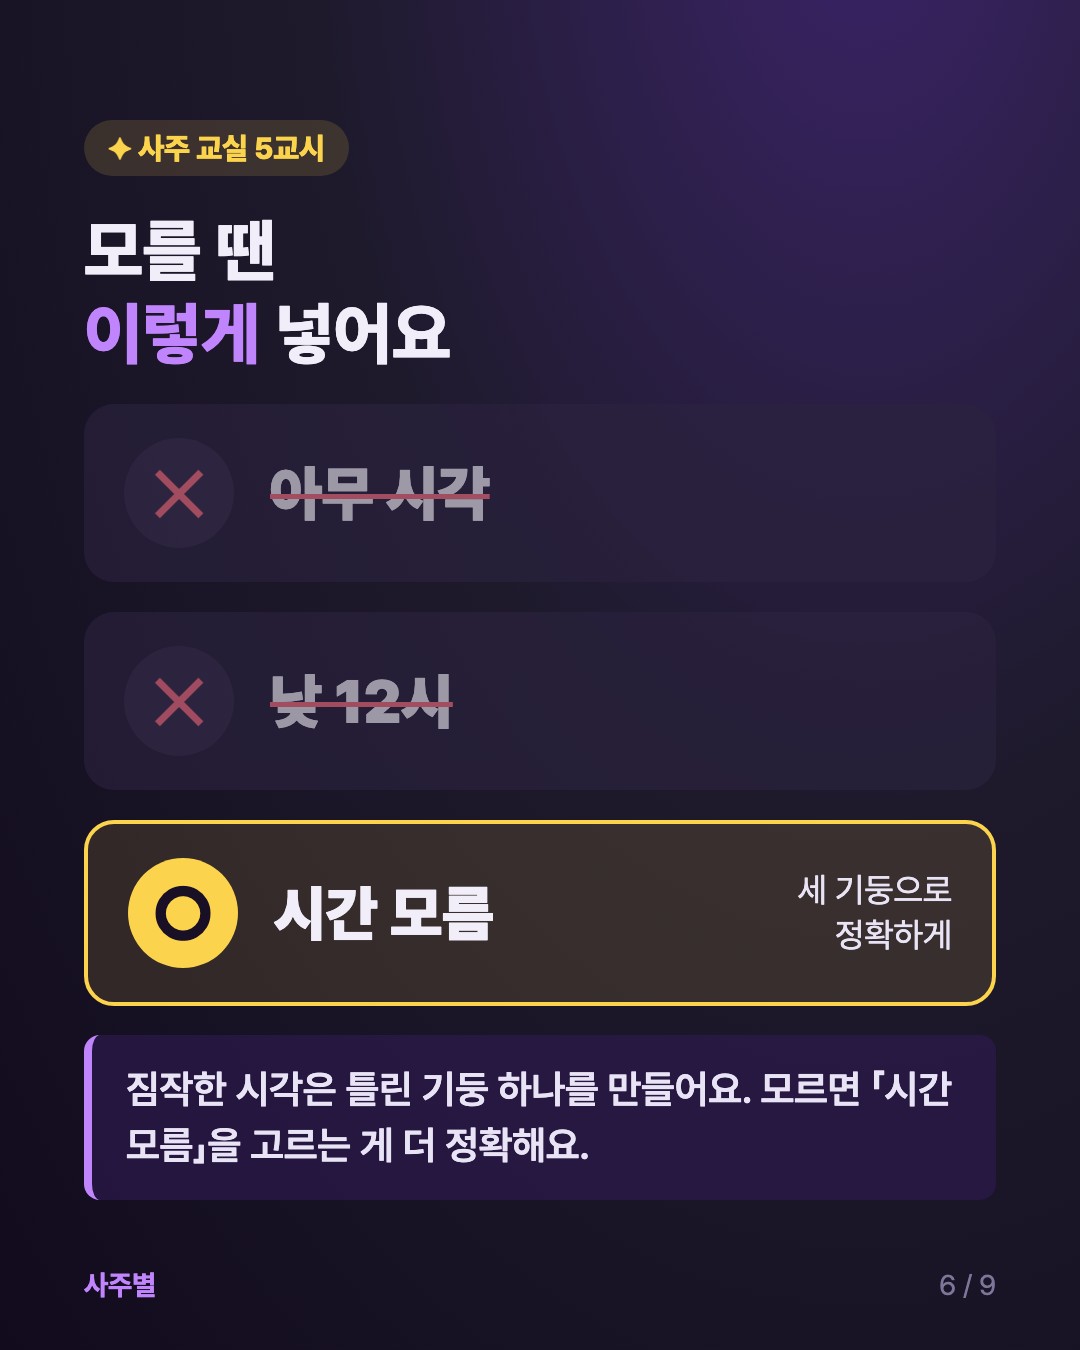 ✦ 사주 교실 5교시
모를 땐
이렇게 넣어요
아무 시각
낮 12시
시간 모름
세 기둥으로
정확하게
짐작한 시각은 틀린 기둥 하나를 만들어요. 모르면 「시간
모름」을 고르는 게 더 정확해요.
사주별
6 / 9